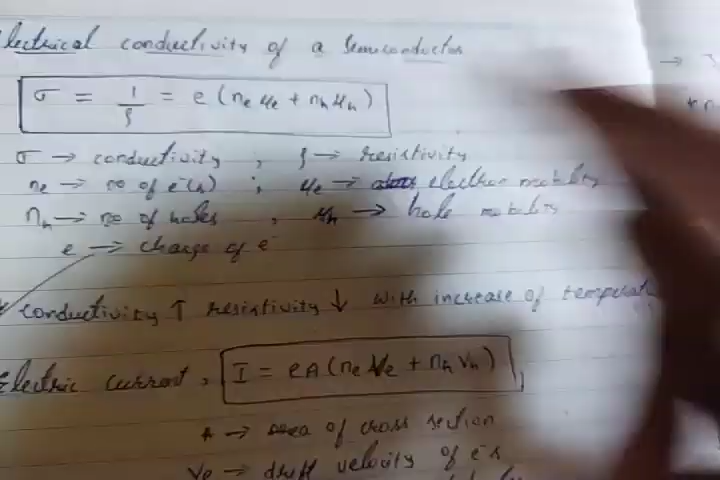 Electrical conductivity of a semiconductor
σ = 1/ρ = e (nₑ μₑ + nₕ μₕ)
σ → conductivity , ρ → resistivity
nₑ → no of e⁻(s) ; μₑ → electron mobility
nₕ → no of holes , μₕ → hole mobility
e → charge of e⁻
conductivity ↑ resistivity ↓ with increase of temperat
Electric current, I = eA (nₑ Vₑ + nₕ Vₕ),
A → area of cross section
Ve → drift velocity of e⁻s